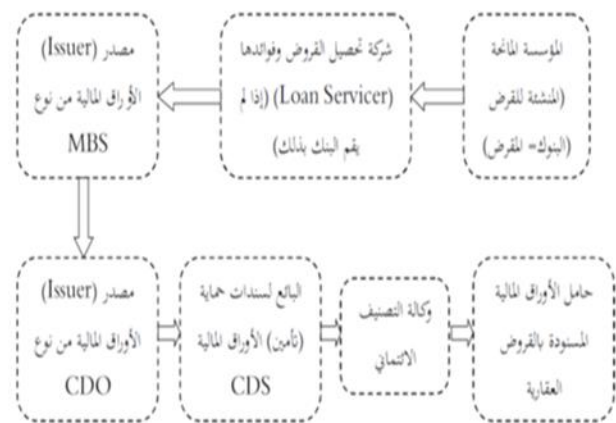 المؤسسة المانحة
(المنشئة للقرض
(البنوك= المقرض)
شركة تحصيل القروض وفوائدها
(Loan Servicer) (إذا لم
يقم البنك بذلك)
مصدر (Issuer)
الأوراق المالية من نوع
MBS
مصدر (Issuer)
الأوراق المالية من نوع
CDO
البائع لسندات حماية
(تأمين) الأوراق المالية
CDS
وكالة التصنيف
الائتماني
حامل الأوراق المالية
المسنودة بالقروض
العقارية